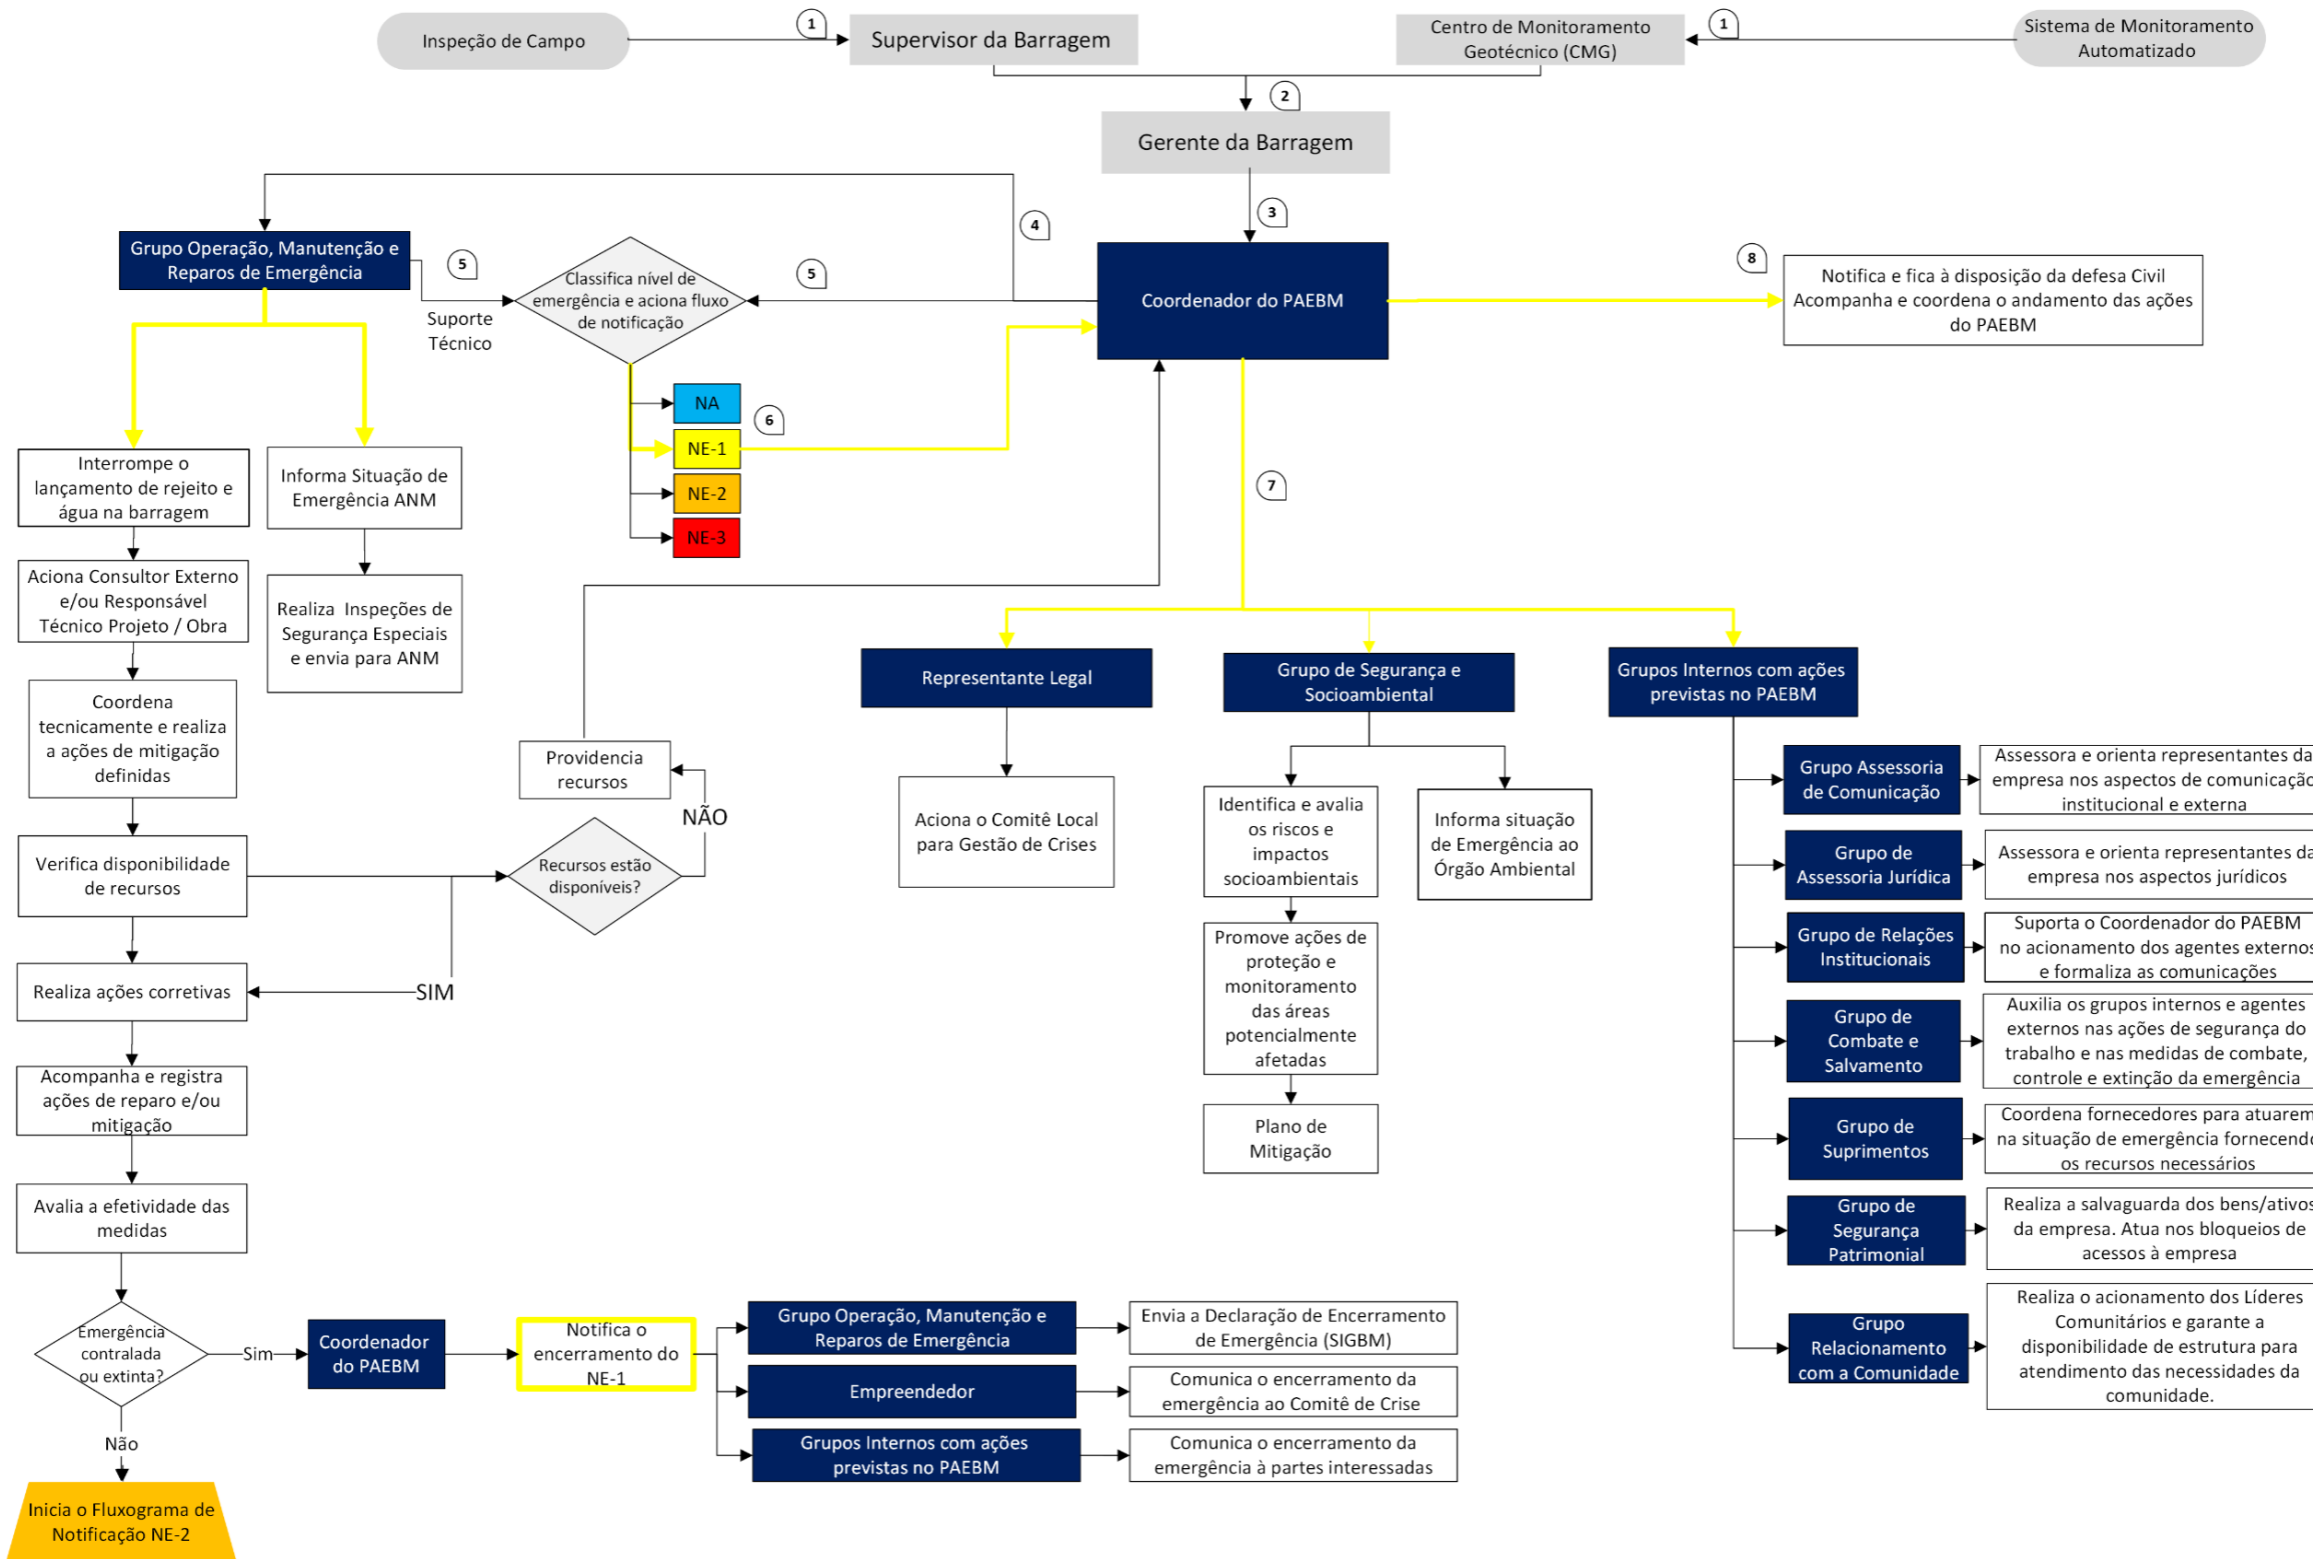 1
1
Inspeção de Campo
Supervisor da Barragem
Centro de Monitoramento
Geotécnico (CMG)
Sistema de Monitoramento
Automatizado
2
Gerente da Barragem
3
4
Grupo Operação, Manutenção e
Reparos de Emergência
5
Suporte
Técnico
Classifica nível de
emergência e aciona fluxo
de notificação
5
Coordenador do PAEBM
8
Notifica e fica à disposição da defesa Civil
Acompanha e coordena o andamento das ações
do PAEBM
NA
6
NE-1
NE-2
NE-3
7
Interrompe o
lançamento de rejeito e
água na barragem
Informa Situação de
Emergência ANM
Aciona Consultor Externo
e/ou Responsável
Técnico Projeto / Obra
Realiza Inspeções de
Segurança Especiais
e envia para ANM
Coordena
tecnicamente e realiza
a ações de mitigação
definidas
Providencia
recursos
NÃO
Verifica disponibilidade
de recursos
Recursos estão
disponíveis?
Realiza ações corretivas
SIM
Acompanha e registra
ações de reparo e/ou
mitigação
Avalia a efetividade das
medidas
Emergência
contralada
ou extinta?
Sim
Não
Inicia o Fluxograma de
Notificação NE-2
Coordenador
do PAEBM
Notifica o
encerramento do
NE-1
Grupo Operação, Manutenção e
Reparos de Emergência
Envia a Declaração de Encerramento
de Emergência (SIGBM)
Empreendedor
Comunica o encerramento da
emergência ao Comitê de Crise
Grupos Internos com ações
previstas no PAEBM
Comunica o encerramento da
emergência à partes interessadas
Representante Legal
Aciona o Comitê Local
para Gestão de Crises
Grupo de Segurança e
Socioambiental
Identifica e avalia
os riscos e
impactos
socioambientais
Informa situação
de Emergência ao
Órgão Ambiental
Promove ações de
proteção e
monitoramento
das áreas
potencialmente
afetadas
Plano de
Mitigação
Grupos Internos com ações
previstas no PAEBM
Grupo Assessoria
de Comunicação
Assessora e orienta representantes da
empresa nos aspectos de comunicação
institucional e externa
Grupo de
Assessoria Jurídica
Assessora e orienta representantes da
empresa nos aspectos jurídicos
Grupo de Relações
Institucionais
Suporta o Coordenador do PAEBM
no acionamento dos agentes externos
e formaliza as comunicações
Grupo de
Combate e
Salvamento
Auxilia os grupos internos e agentes
externos nas ações de segurança do
trabalho e nas medidas de combate,
controle e extinção da emergência
Grupo de
Suprimentos
Coordena fornecedores para atuarem
na situação de emergência fornecendo
os recursos necessários
Grupo de
Segurança
Patrimonial
Realiza a salvaguarda dos bens/ativos
da empresa. Atua nos bloqueios de
acessos à empresa
Grupo
Relacionamento
com a Comunidade
Realiza o acionamento dos Líderes
Comunitários e garante a
disponibilidade de estrutura para
atendimento das necessidades da
comunidade.